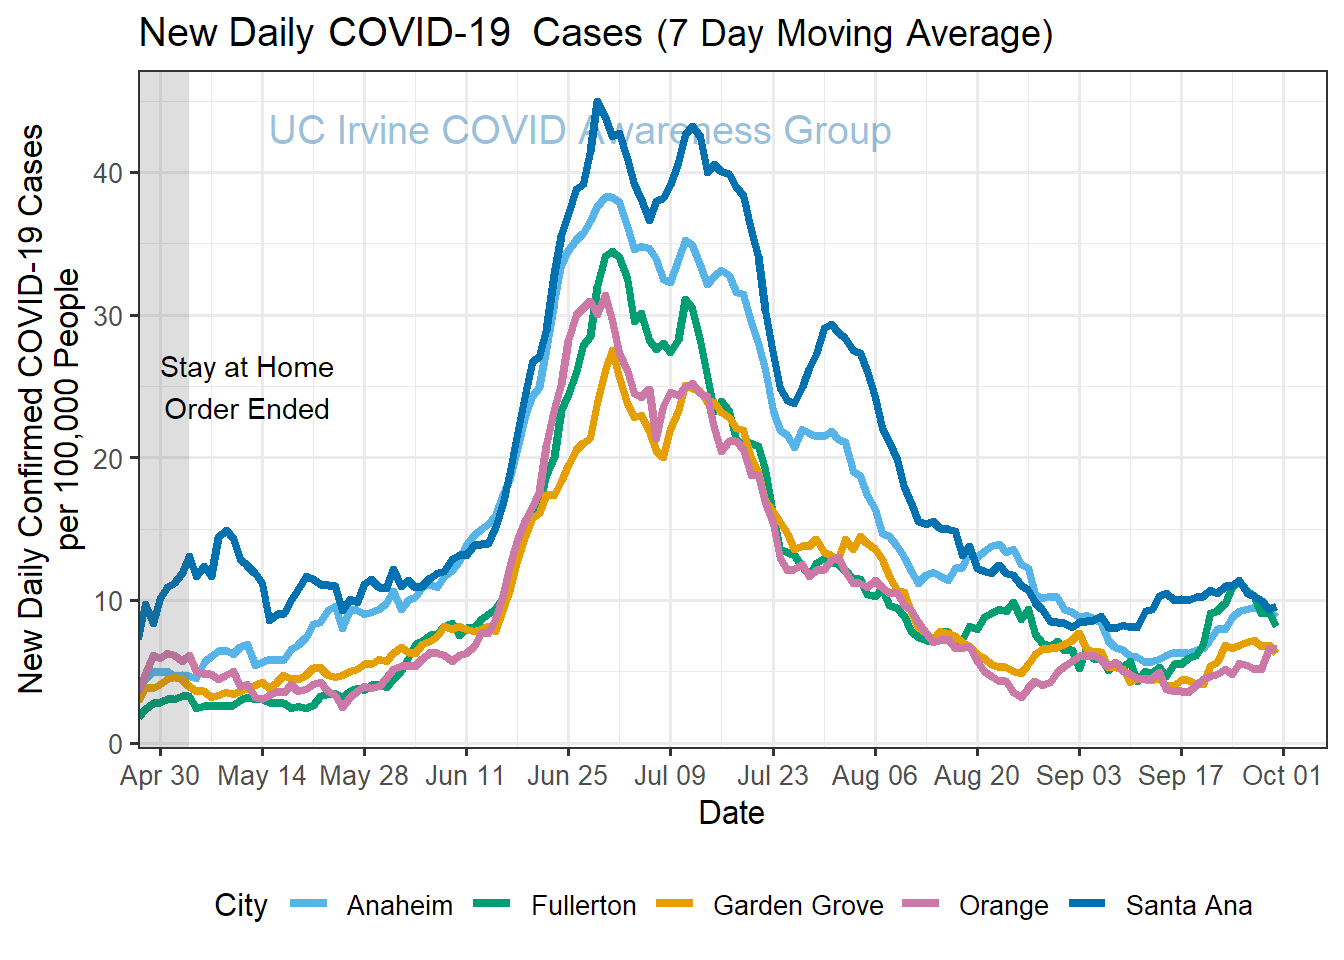 New Daily COVID-19 Cases (7 Day Moving Average)
UC Irvine COVID Awareness Group
New Daily Confirmed COVID-19 Cases
per 100,000 People
40
30
20
10
0
Stay at Home
Order Ended
Apr 30 May 14 May 28 Jun 11 Jun 25 Jul 09 Jul 23 Aug 06 Aug 20 Sep 03 Sep 17 Oct 01
Date
City Anaheim Fullerton Garden Grove Orange Santa Ana